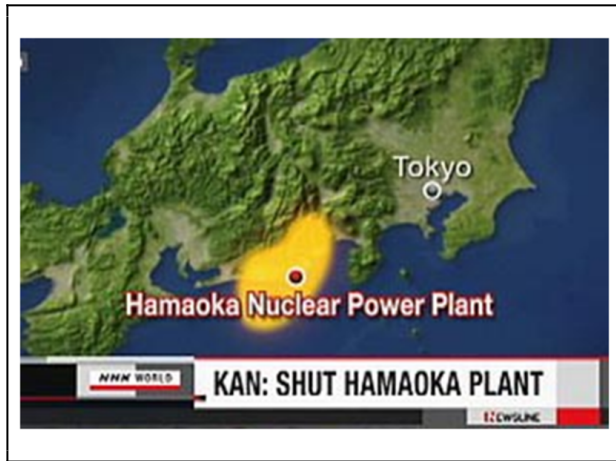 Tokyo
Hamaoka Nuclear Power Plant
NHK WORLD
KAN: SHUT HAMAOKA PLANT
NEWSLINE